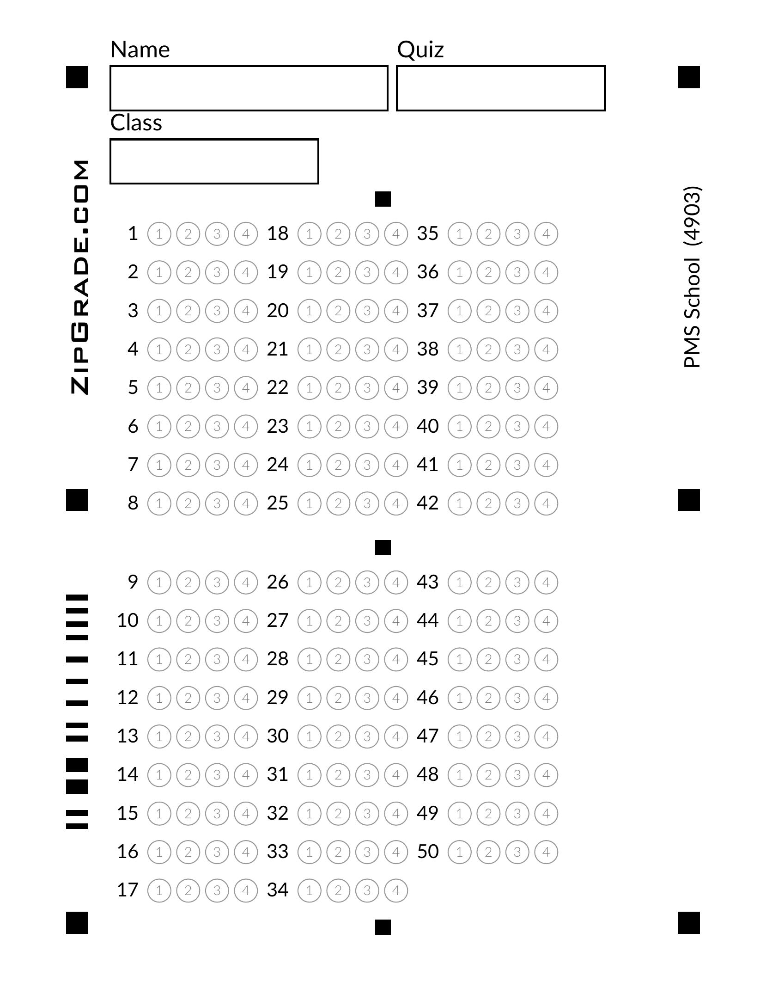 Name Quiz
Class
ZIPGRADE.COM
PMS School (4903)
1 1 2 3 4 18 1 2 3 4 35 1 2 3 4
2 1 2 3 4 19 1 2 3 4 36 1 2 3 4
3 1 2 3 4 20 1 2 3 4 37 1 2 3 4
4 1 2 3 4 21 1 2 3 4 38 1 2 3 4
5 1 2 3 4 22 1 2 3 4 39 1 2 3 4
6 1 2 3 4 23 1 2 3 4 40 1 2 3 4
7 1 2 3 4 24 1 2 3 4 41 1 2 3 4
8 1 2 3 4 25 1 2 3 4 42 1 2 3 4
9 1 2 3 4 26 1 2 3 4 43 1 2 3 4
10 1 2 3 4 27 1 2 3 4 44 1 2 3 4
11 1 2 3 4 28 1 2 3 4 45 1 2 3 4
12 1 2 3 4 29 1 2 3 4 46 1 2 3 4
13 1 2 3 4 30 1 2 3 4 47 1 2 3 4
14 1 2 3 4 31 1 2 3 4 48 1 2 3 4
15 1 2 3 4 32 1 2 3 4 49 1 2 3 4
16 1 2 3 4 33 1 2 3 4 50 1 2 3 4
17 1 2 3 4 34 1 2 3 4